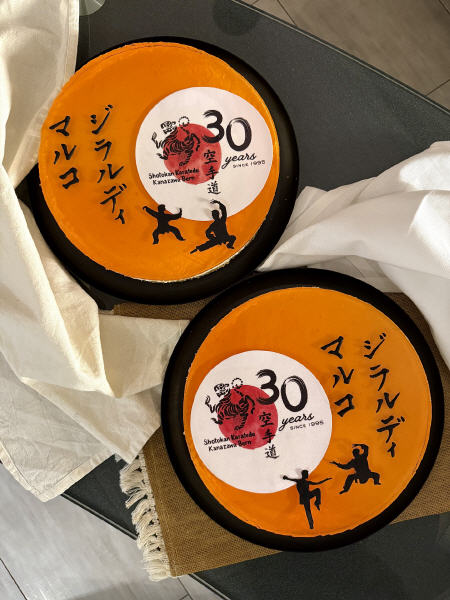 ジラルディ
マルコ
30
years
SINCE 1995
Shotokan Karatedo
Kanazawa Bern
空手道
ジラルディ
マルコ
30
years
SINCE 1995
Shotokan Karatedo
Kanazawa Bern
空手道